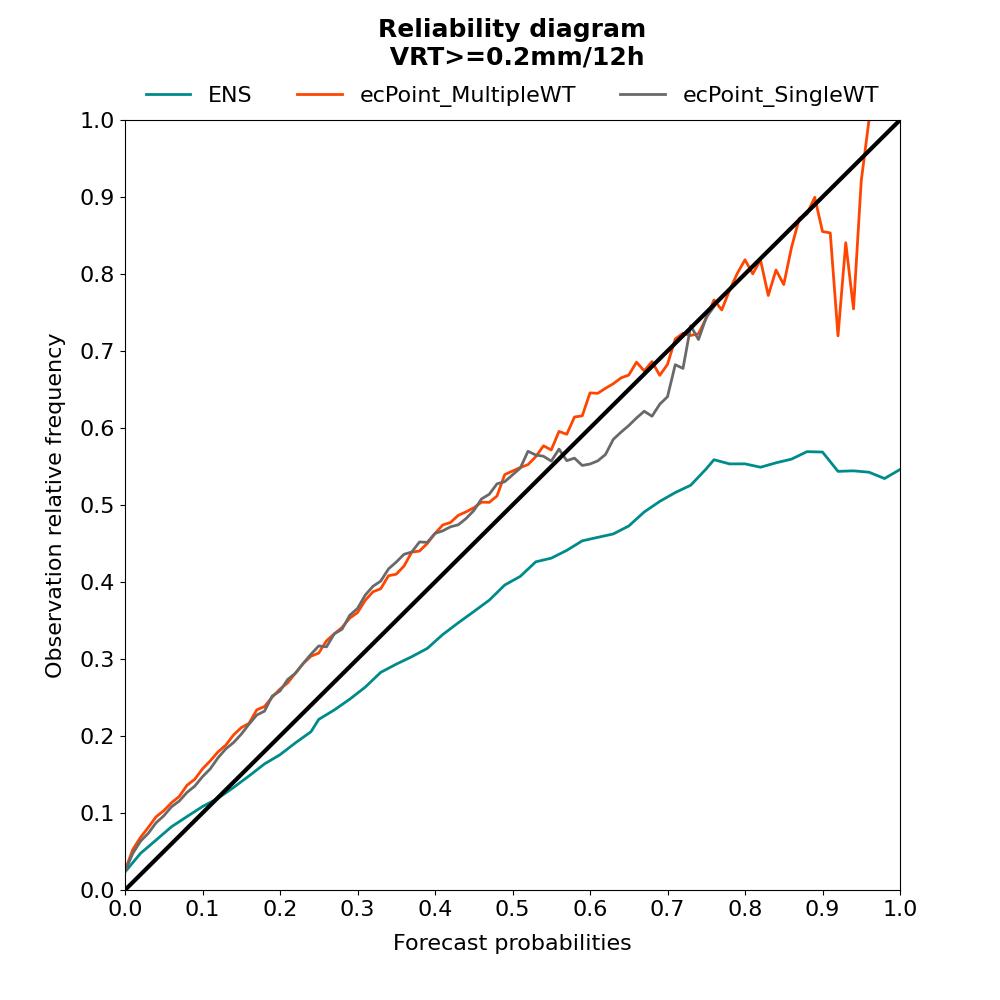 Reliability diagram
VRT>=0.2mm/12h
ENS ecPoint_MultipleWT ecPoint_SingleWT
1.0
0.9
0.8
0.7
0.6
0.5
0.4
0.3
0.2
0.1
0.0
Observation relative frequency
0.0 0.1 0.2 0.3 0.4 0.5 0.6 0.7 0.8 0.9 1.0
Forecast probabilities